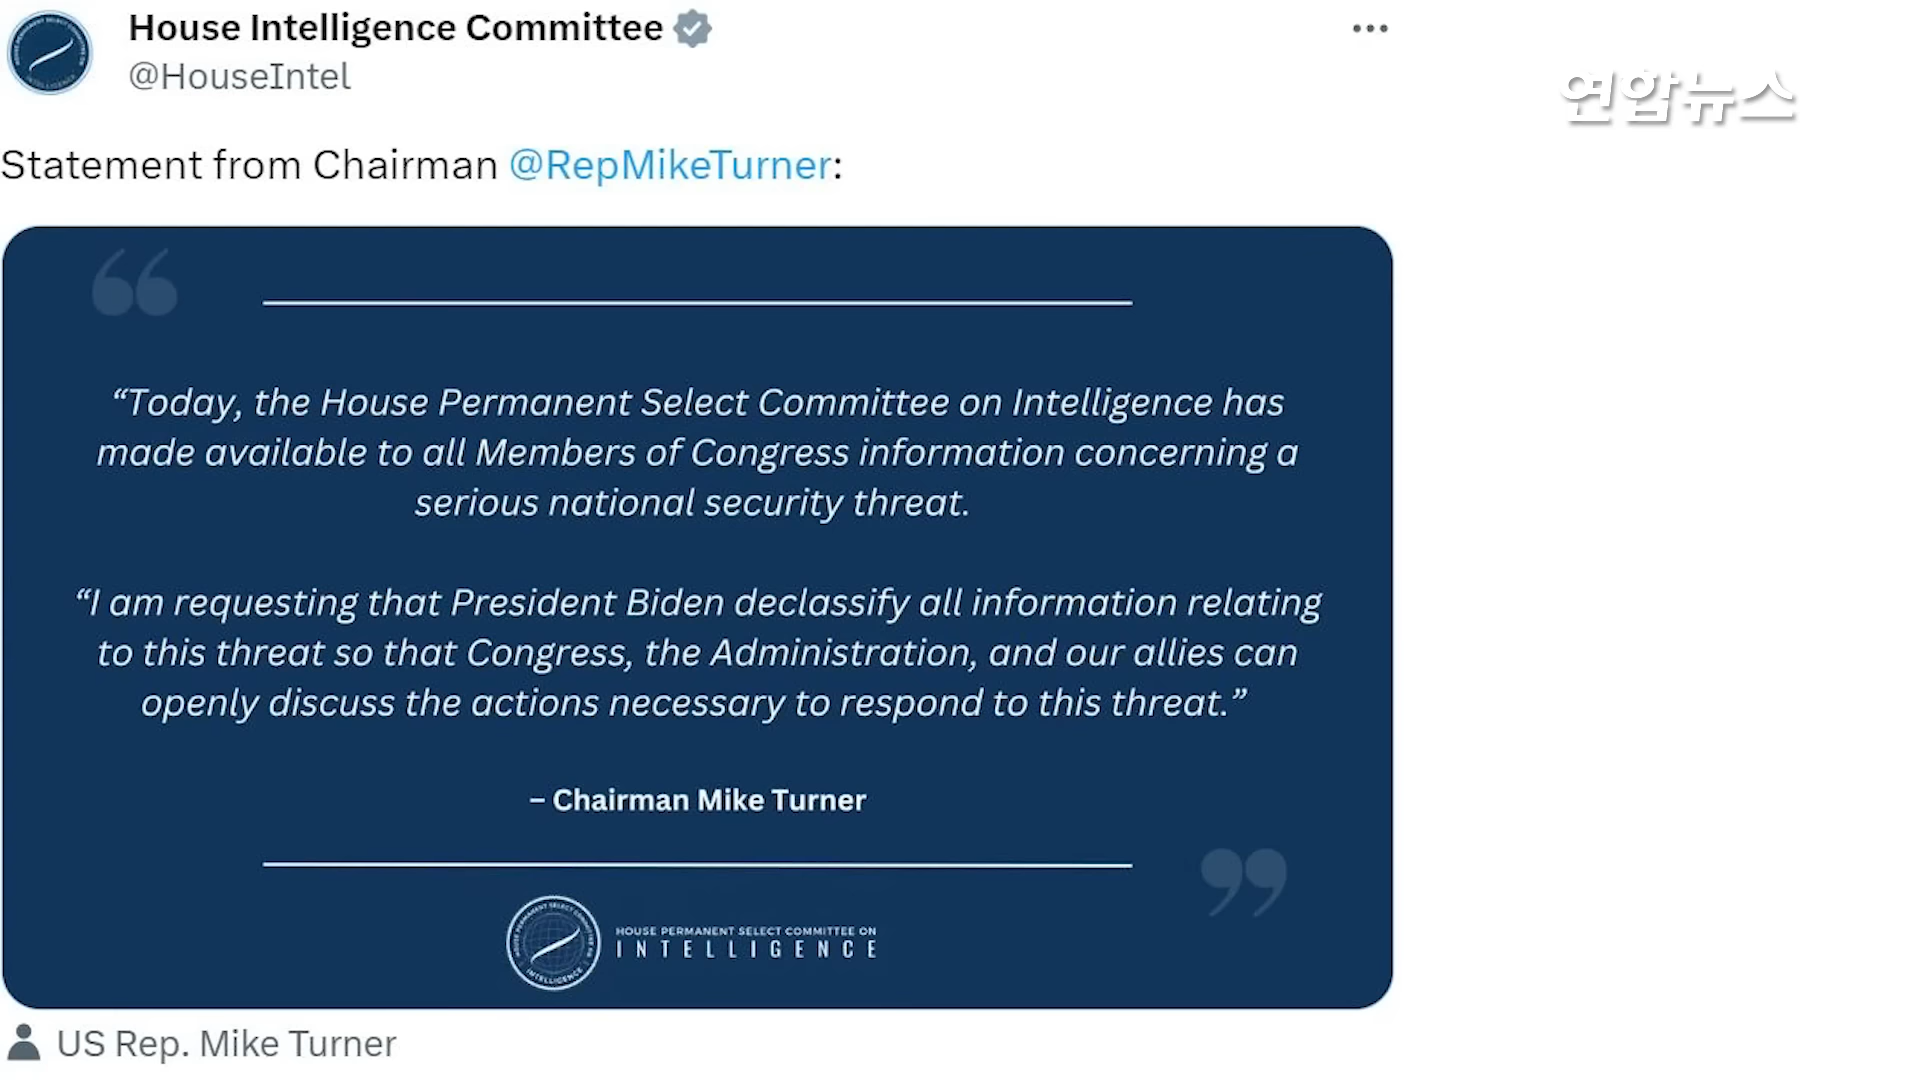 House Intelligence Committee
@HouseIntel
연합뉴스
Statement from Chairman @RepMikeTurner:
“Today, the House Permanent Select Committee on Intelligence has
made available to all Members of Congress information concerning a
serious national security threat.
“I am requesting that President Biden declassify all information relating
to this threat so that Congress, the Administration, and our allies can
openly discuss the actions necessary to respond to this threat.”
– Chairman Mike Turner
HOUSE PERMANENT SELECT COMMITTEE ON
INTELLIGENCE
US Rep. Mike Turner